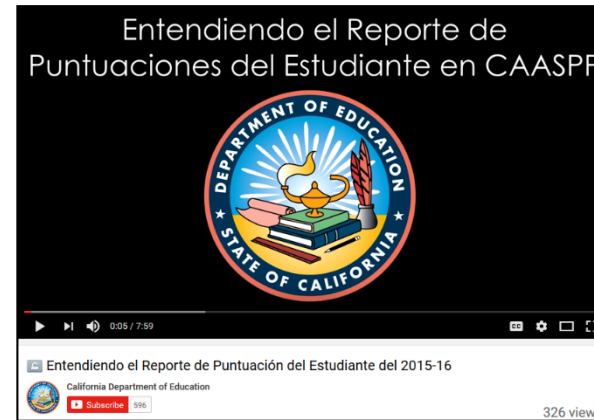 Entendiendo el Reporte de
Puntuaciones del Estudiante en CAASPP
DEPARTMENT OF EDUCATION
STATE OF CALIFORNIA
0:05 / 7:59
CC
Entendiendo el Reporte de Puntuación del Estudiante del 2015-16
California Department of Education
Subscribe 596
326 view